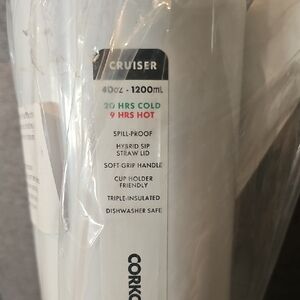 CRUISER
40oz - 1200mL
20 HRS COLD
9 HRS HOT
SPILL-PROOF
HYBRID SIP
STRAW LID
SOFT-GRIP HANDLE
CUP HOLDER
FRIENDLY
TRIPLE-INSULATED
DISHWASHER SAFE
CORKC